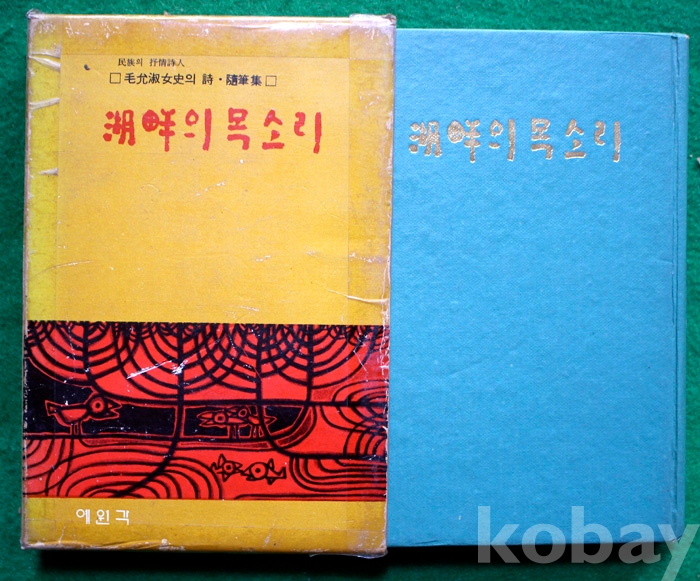 民族의 抒情詩人
□毛允淑女史의 詩·隨筆集□
湖畔의 목소리
예원각
湖畔의 목소리
kobay